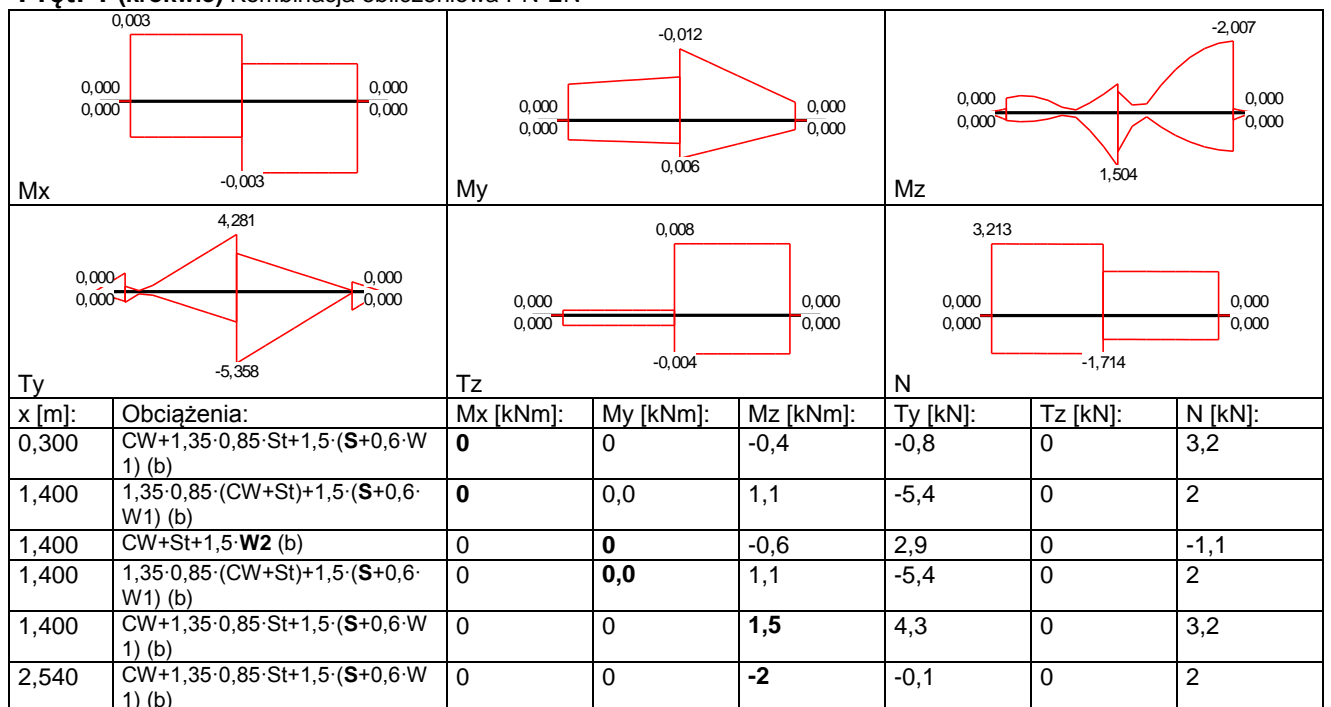 (krokwie) Kombinacja obliczeniowa PN-EN
0,003
0,000
0,000
0,000
0,000
-0,003
Mx
-0,012
0,000
0,000
0,000
0,000
0,006
My
-2,007
0,000
0,000
0,000
0,000
1,504
Mz
4,281
0,000
0,000
0,000
0,000
-5,358
Ty
0,008
0,000
0,000
0,000
0,000
-0,004
Tz
3,213
0,000
0,000
0,000
0,000
-1,714
N
x [m]: Obciążenia: Mx [kNm]: My [kNm]: Mz [kNm]: Ty [kN]: Tz [kN]: N [kN]:
0,300 CW+1,35·0,85·St+1,5·(S+0,6·W 0 0 -0,4 -0,8 0 3,2
1) (b)
1,400 1,35·0,85·(CW+St)+1,5·(S+0,6· 0 0,0 1,1 -5,4 0 2
W1) (b)
1,400 CW+St+1,5·W2 (b) 0 0 -0,6 2,9 0 -1,1
1,400 1,35·0,85·(CW+St)+1,5·(S+0,6· 0 0,0 1,1 -5,4 0 2
W1) (b)
1,400 CW+1,35·0,85·St+1,5·(S+0,6·W 0 0 1,5 4,3 0 3,2
1) (b)
2,540 CW+1,35·0,85·St+1,5·(S+0,6·W 0 0 -2 -0,1 0 2
1) (b)